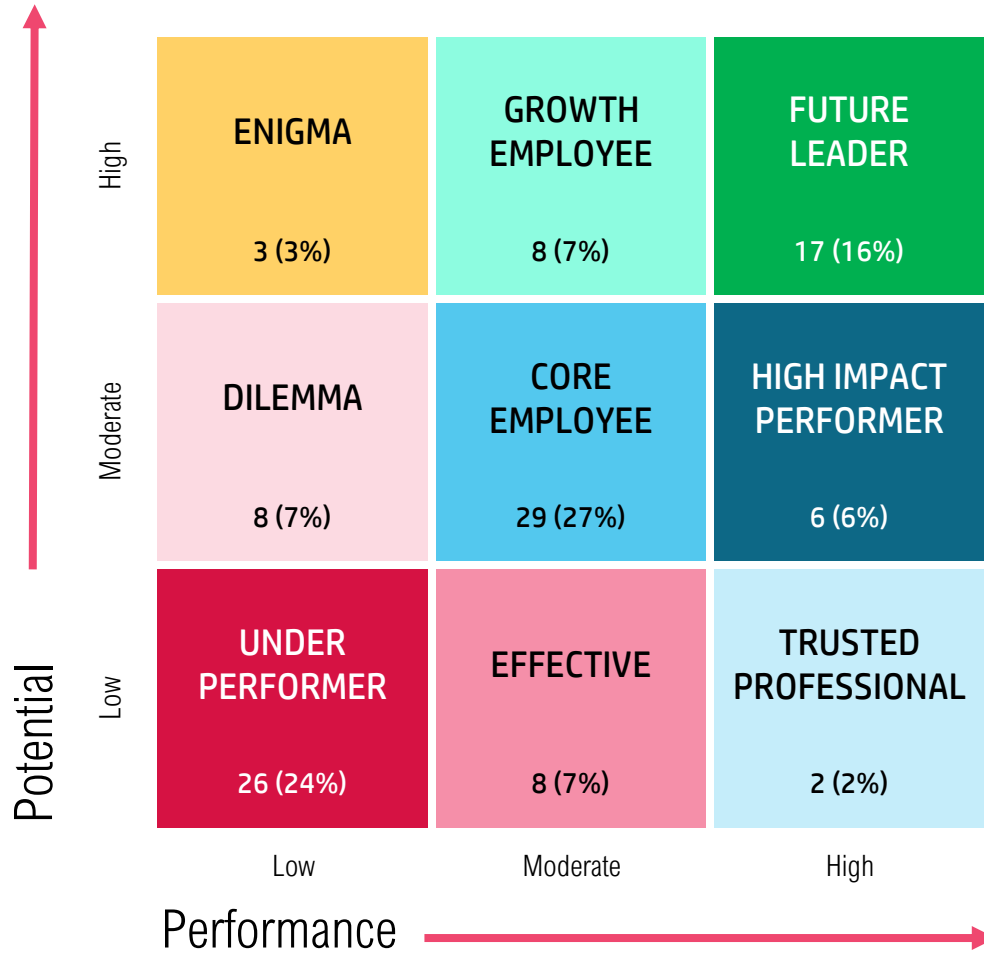 High
ENIGMA
3 (3%)
GROWTH
EMPLOYEE
8 (7%)
FUTURE
LEADER
17 (16%)
Moderate
DILEMMA
8 (7%)
CORE
EMPLOYEE
29 (27%)
HIGH IMPACT
PERFORMER
6 (6%)
Potential
Low
UNDER
PERFORMER
26 (24%)
EFFECTIVE
8 (7%)
TRUSTED
PROFESSIONAL
2 (2%)
Low
Moderate
High
Performance